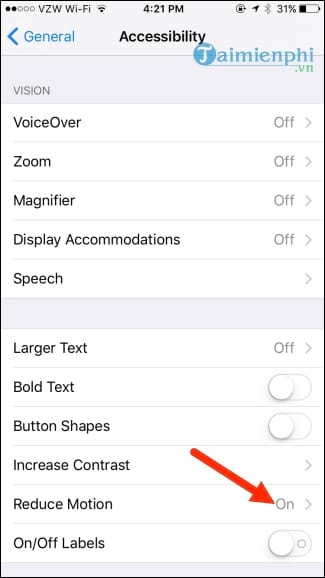 VZW Wi-Fi 4:21 PM 31%
General Accessibility
Taimienphi
.vn
VISION
VoiceOver Off
Zoom Off
Magnifier Off
Display Accommodations Off
Speech
Larger Text Off
Bold Text
Button Shapes
Increase Contrast
Reduce Motion On
On/Off Labels